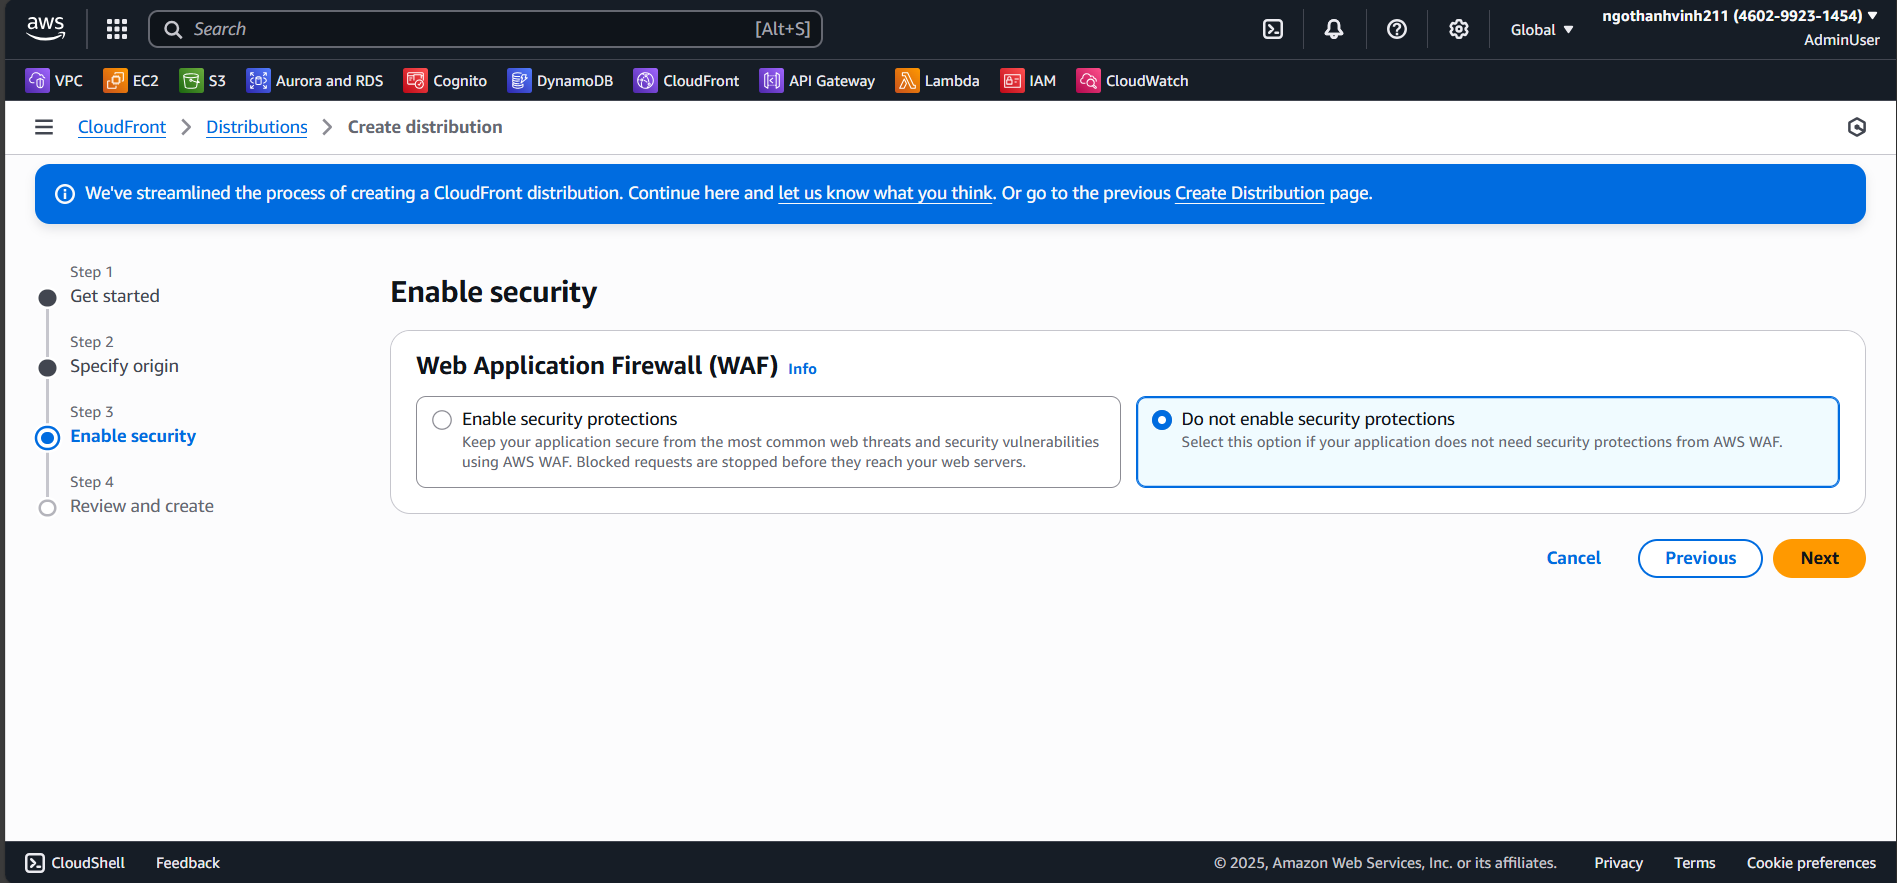 aws
Search [Alt+S]
Global
ngothanhvinh211 (4602-9923-1454)
AdminUser
VPC EC2 S3 Aurora and RDS Cognito DynamoDB CloudFront API Gateway Lambda IAM CloudWatch
CloudFront Distributions Create distribution
We've streamlined the process of creating a CloudFront distribution. Continue here and let us know what you think. Or go to the previous Create Distribution page.
Step 1
Get started
Step 2
Specify origin
Step 3
Enable security
Step 4
Review and create
Enable security
Web Application Firewall (WAF) Info
Enable security protections
Keep your application secure from the most common web threats and security vulnerabilities
using AWS WAF. Blocked requests are stopped before they reach your web servers.
Do not enable security protections
Select this option if your application does not need security protections from AWS WAF.
Cancel Previous Next
CloudShell Feedback © 2025, Amazon Web Services, Inc. or its affiliates. Privacy Terms Cookie preferences